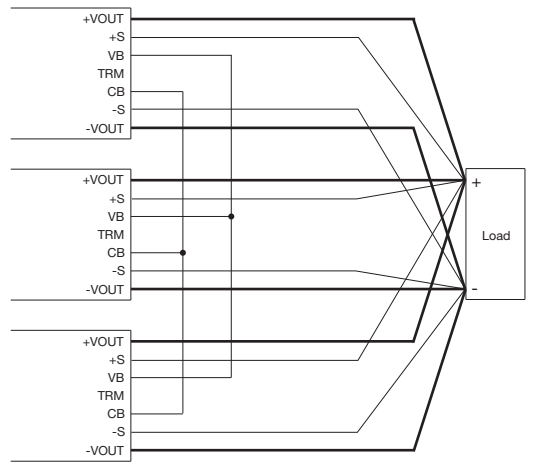 +VOUT
+S
VB
TRM
CB
-S
-VOUT
+VOUT
+S
VB
TRM
CB
-S
-VOUT
+
Load
-
+VOUT
+S
VB
TRM
CB
-S
-VOUT